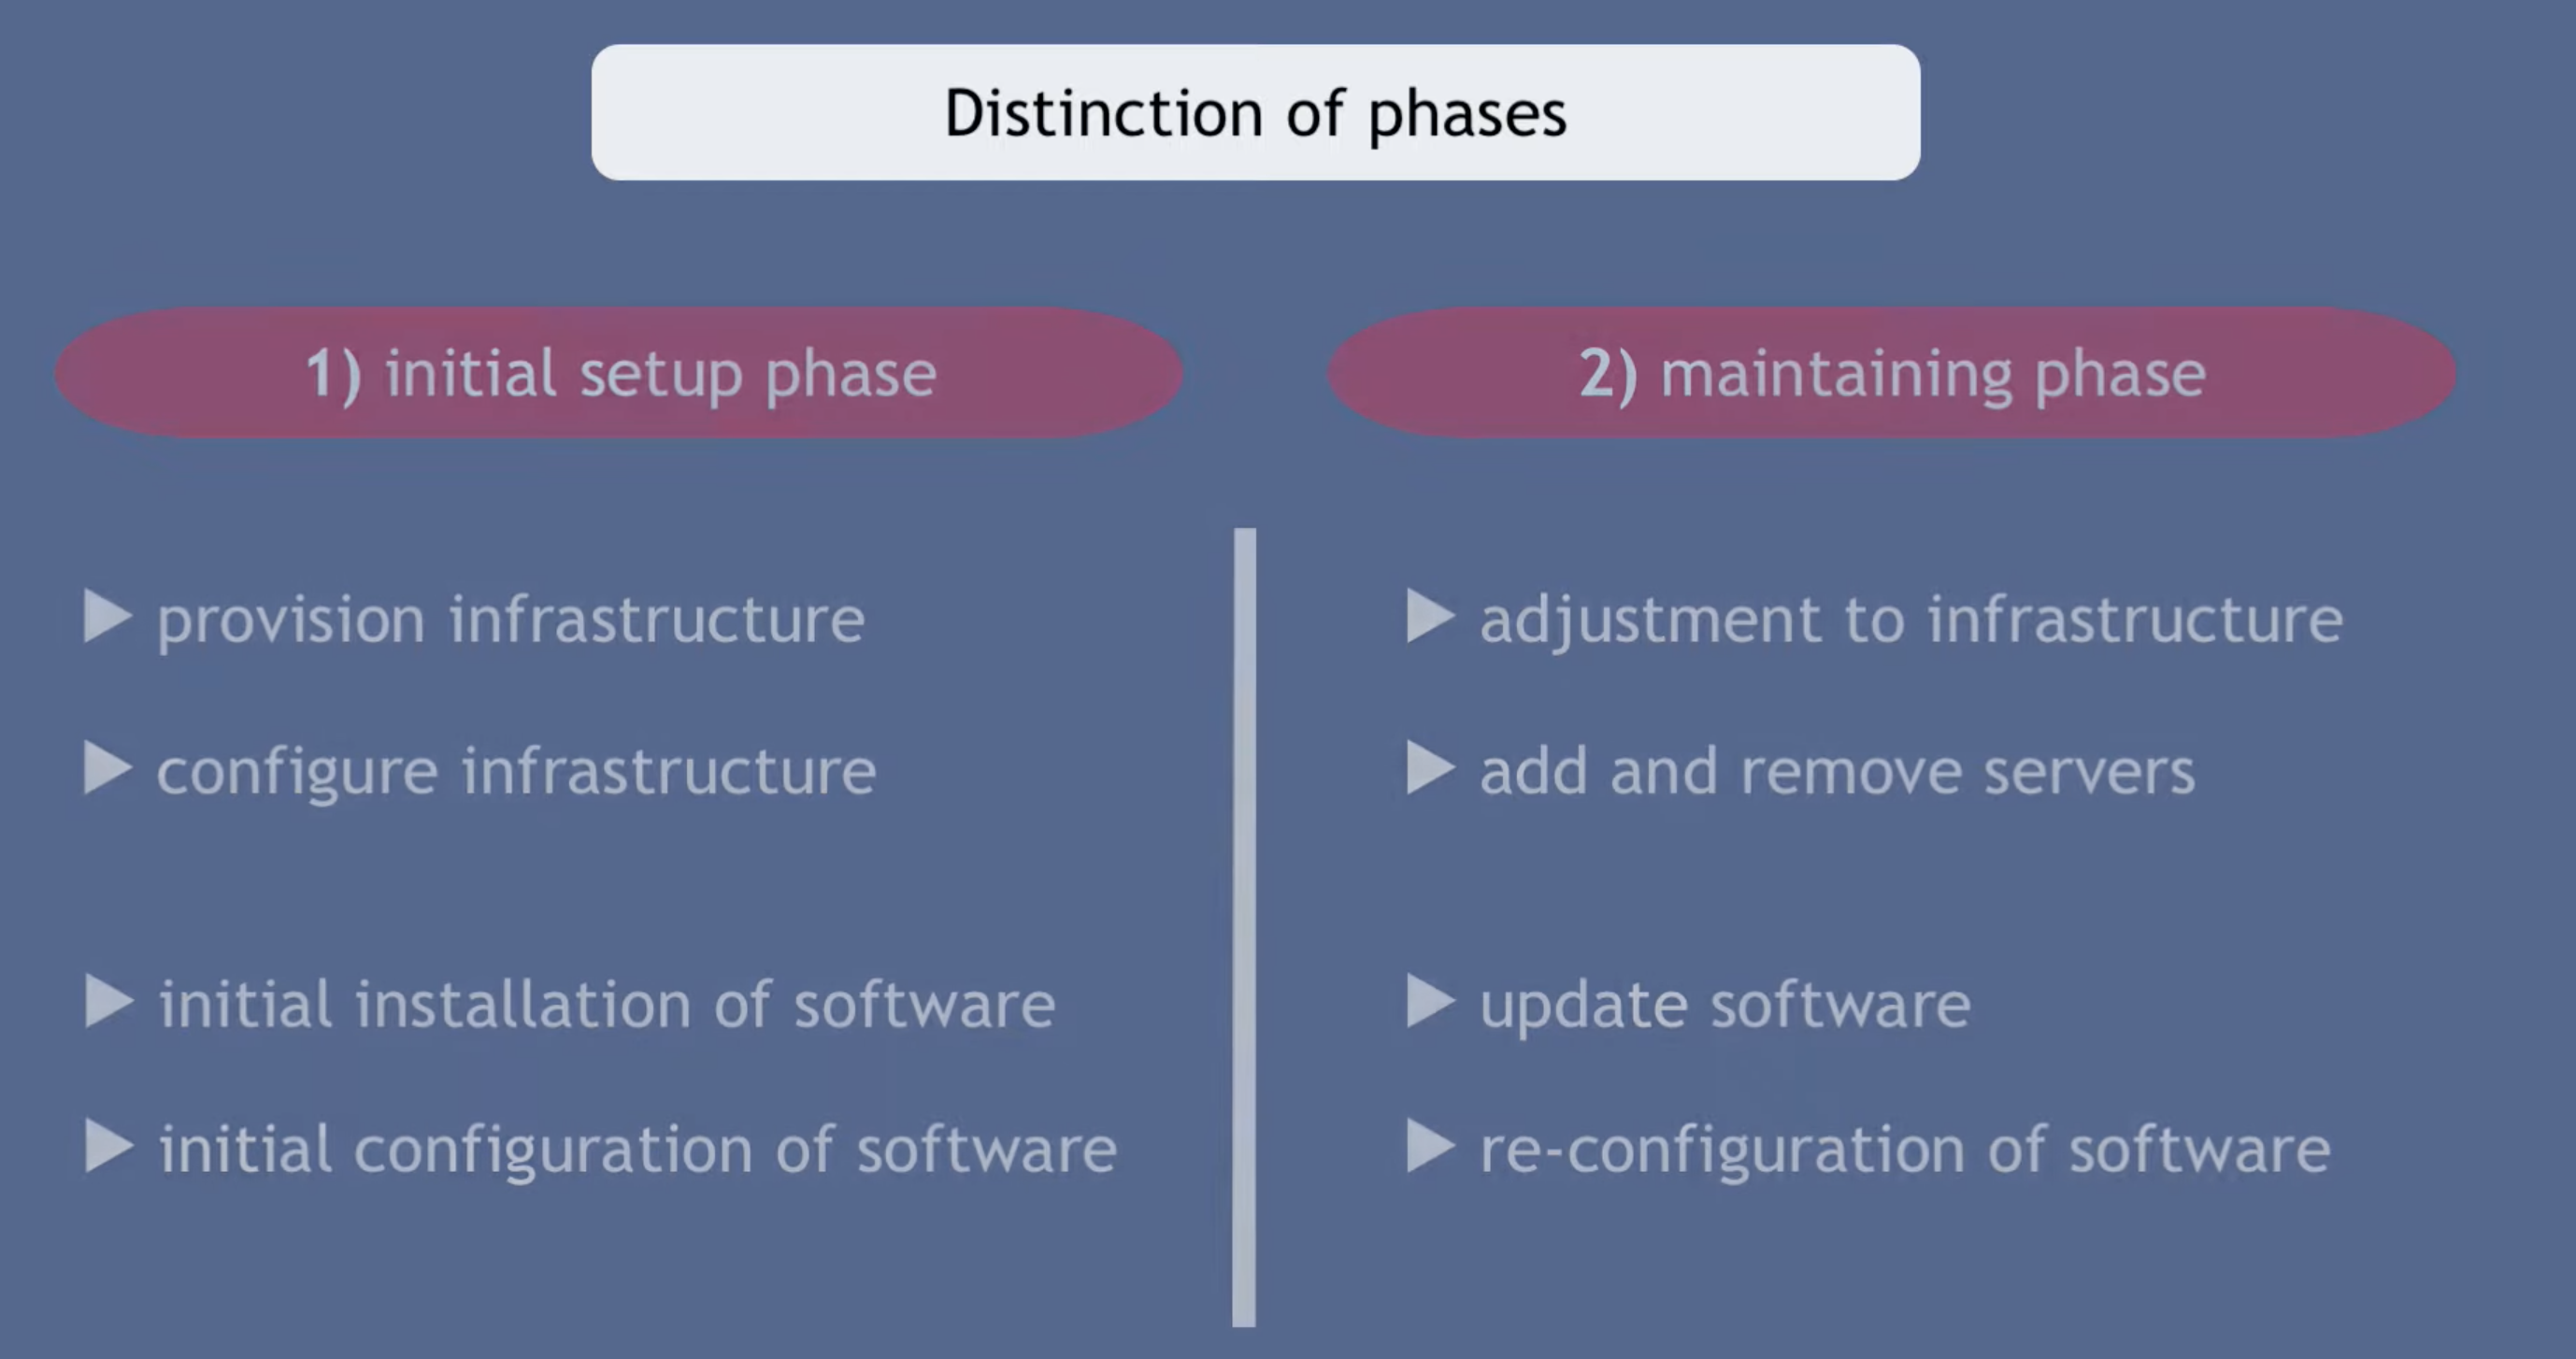 Distinction of phases
1) initial setup phase
provision infrastructure
configure infrastructure
initial installation of software
initial configuration of software
2) maintaining phase
adjustment to infrastructure
add and remove servers
update software
re-configuration of software